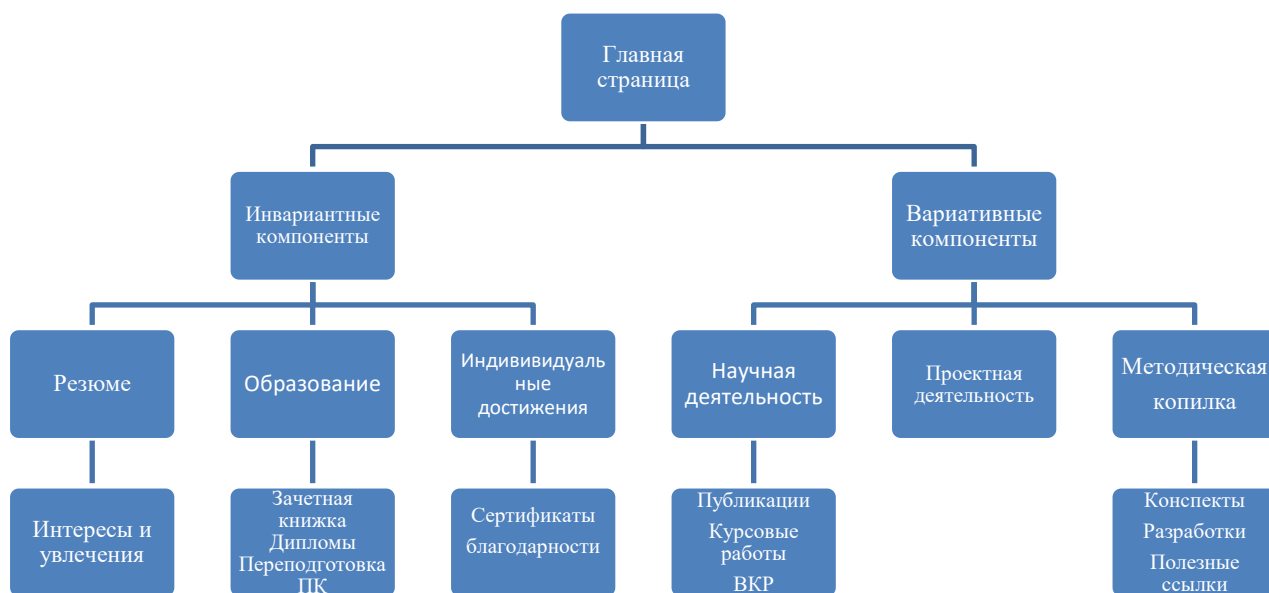 Главная
страница
Инвариантные
компоненты
Вариативные
компоненты
Резюме
Образование
Индививидуаль
ные
достижения
Научная
деятельность
Проектная
деятельность
Методическая
копилка
Интересы и
увлечения
Зачетная
книжка
Дипломы
Переподготовка
ПК
Сертификаты
благодарности
Публикации
Курсовые
работы
ВКР
Конспекты
Разработки
Полезные
ссылки